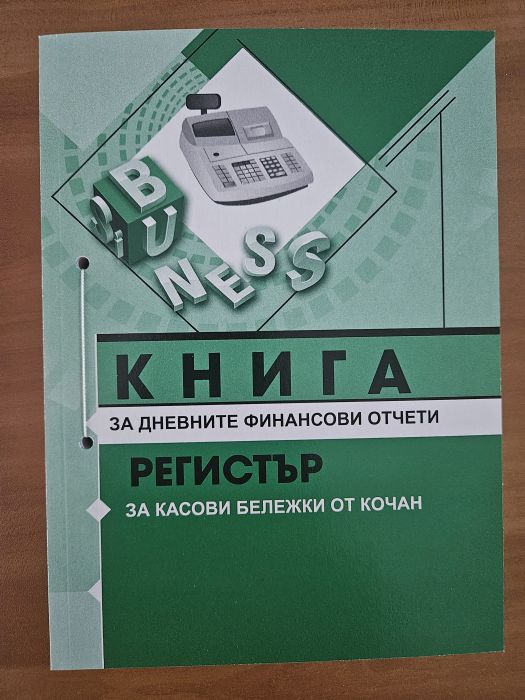 BUSiNESS
КНИГА
ЗА ДНЕВНИТЕ ФИНАНСОВИ ОТЧЕТИ
РЕГИСТЪР
ЗА КАСОВИ БЕЛЕЖКИ ОТ КОЧАН